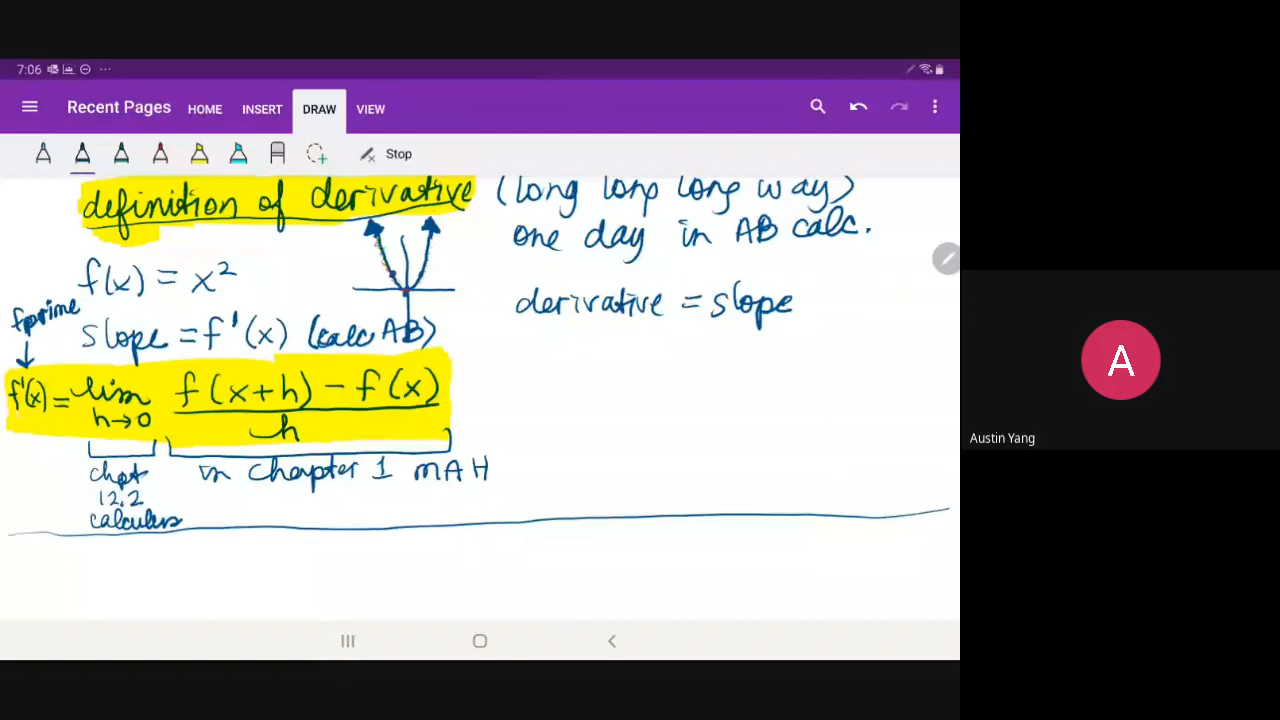 7:06
Recent Pages HOME INSERT DRAW VIEW
Stop
definition of derivative (long long long way)
one day in AB calc.
f(x) = x²
derivative = slope
f prime
slope = f'(x) (calc AB)
f'(x) = lim h→0 f(x+h) - f(x) / h
chpt 12.2 calculus
in chapter 1 MAH
A
Austin Yang